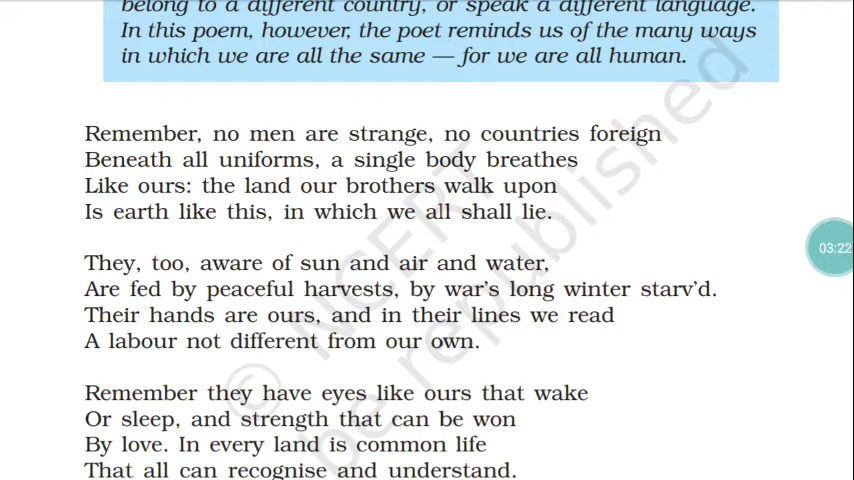 belong to a different country, or speak a different language.
In this poem, however, the poet reminds us of the many ways
in which we are all the same — for we are all human.
Remember, no men are strange, no countries foreign
Beneath all uniforms, a single body breathes
Like ours: the land our brothers walk upon
Is earth like this, in which we all shall lie.
They, too, aware of sun and air and water,
Are fed by peaceful harvests, by war's long winter starv'd.
Their hands are ours, and in their lines we read
A labour not different from our own.
Remember they have eyes like ours that wake
Or sleep, and strength that can be won
By love. In every land is common life
That all can recognise and understand.
© NCERT
be republished
03:22